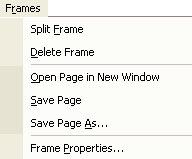 Frames
Split Frame
Delete Frame
Open Page in New Window
Save Page
Save Page As...
Frame Properties...